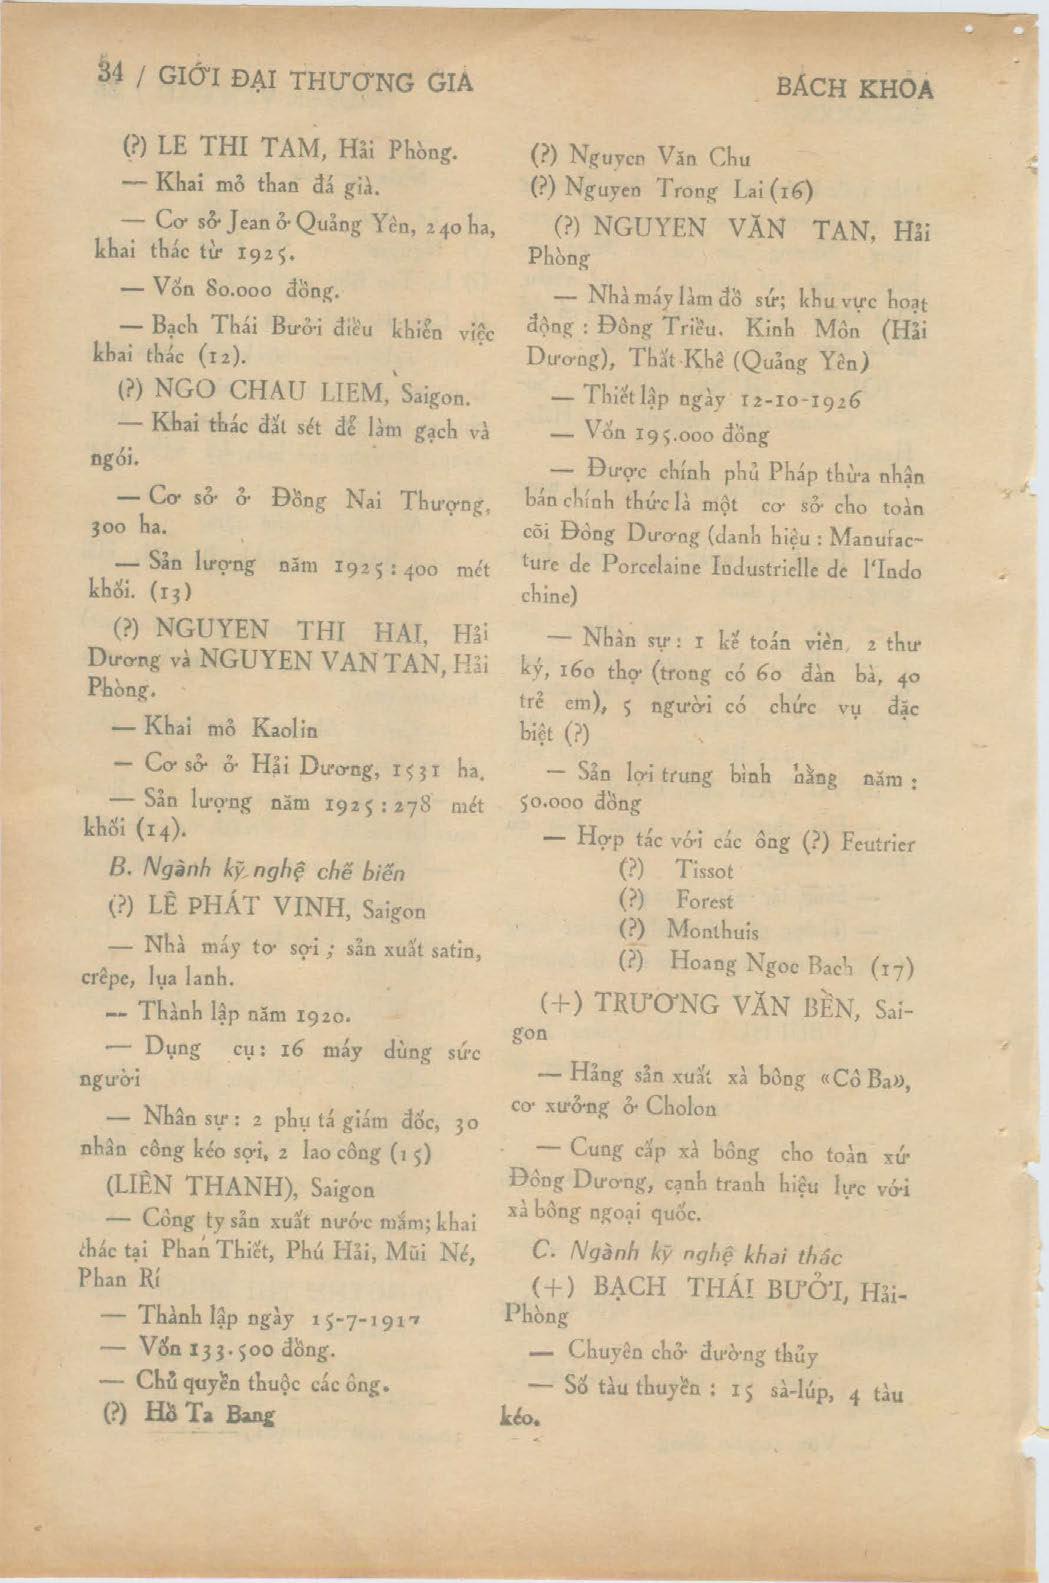 34 / GIỚI ĐẠI THƯƠNG GIA
BÁCH KHOA
(?) LE THI TAM, Hải Phòng.
— Khai mỏ than đá già.
— Cơ sở Jean ở Quảng Yên, 240 ha,
khai thác từ 1925.
— Vốn 80.000 đồng.
— Bạch Thái Bưởi điều khiển việc
khai thác (12).
(?) NGO CHAU LIEM, Saigon.
— Khai thác đất sét để làm gạch và
ngói.
— Cơ sở ở Đồng Nai Thượng,
300 ha.
— Sản lượng năm 1925 : 400 mét
khối. (13)
(?) NGUYEN THI HAI, Hải
Dương và NGUYEN VAN TAN, Hải
Phòng.
— Khai mỏ Kaolin
— Cơ sở ở Hải Dương, 1531 ha.
— Sản lượng năm 1925 : 278 mét
khối (14).
B. Ngành kỹ nghệ chế biến
(?) LÊ PHÁT VINH, Saigon
— Nhà máy tơ sợi ; sản xuất satin,
crêpe, lụa lanh.
— Thành lập năm 1920.
— Dụng cụ : 16 máy dùng sức
người
— Nhân sự : 2 phụ tá giám đốc, 30
nhân công kéo sợi, 2 lao công (15)
(LIÊN THANH), Saigon
— Công ty sản xuất nước mắm; khai
thác tại Phan Thiết, Phú Hải, Mũi Né,
Phan Rí
— Thành lập ngày 15-7-1917
— Vốn 133.500 đồng.
— Chủ quyền thuộc các ông.
(?) Hồ Ta Bang
(?) Nguyen Văn Chu
(?) Nguyen Trong Lai (16)
(?) NGUYEN VĂN TAN, Hải
Phòng
— Nhà máy làm đồ sứ; khu vực hoạt
động : Đông Triều. Kinh Môn (Hải
Dương), Thất Khê (Quảng Yên)
— Thiết lập ngày 12-10-1926
— Vốn 195.000 đồng
— Được chính phủ Pháp thừa nhận
bán chính thức là một cơ sở cho toàn
cõi Đông Dương (danh hiệu : Manufac-
ture de Porcelaine Industrielle de l'Indo
chine)
— Nhân sự : 1 kế toán viên, 2 thư
ký, 160 thợ (trong có 60 đàn bà, 40
trẻ em), 5 người có chức vụ đặc
biệt (?)
— Sản lợi trung bình hằng năm :
50.000 đồng
— Hợp tác với các ông (?) Feutrier
(?) Tissot
(?) Forest
(?) Monthuis
(?) Hoang Ngoc Bach (17)
(+) TRƯƠNG VĂN BỀN, Sai-
gon
— Hảng sản xuất xà bông «Cô Ba»,
cơ xưởng ở Cholon
— Cung cấp xà bông cho toàn xứ
Đông Dương, cạnh tranh hiệu lực với
xà bông ngoại quốc.
C. Ngành kỹ nghệ khai thác
(+) BẠCH THÁI BƯỞI, Hải-
Phòng
— Chuyên chở đường thủy
— Số tàu thuyền : 15 sà-lúp, 4 tàu
kéo.